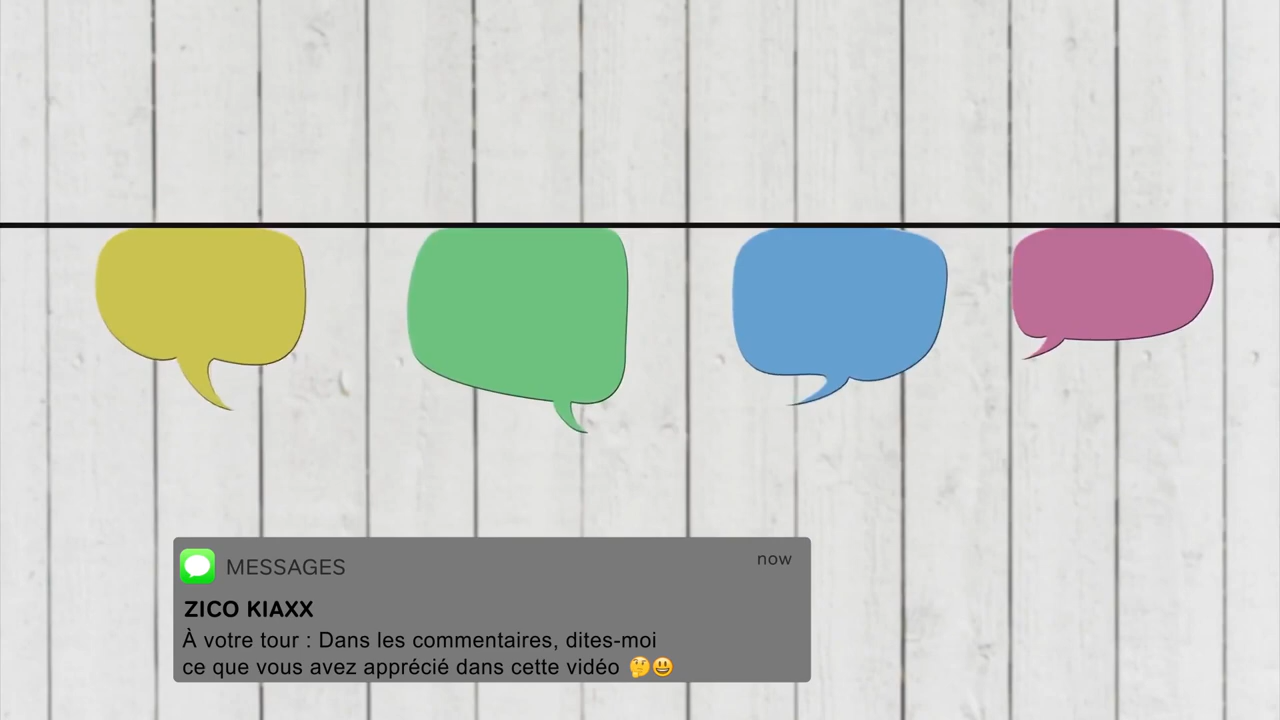 MESSAGES
now
ZICO KIAXX
À votre tour : Dans les commentaires, dites-moi
ce que vous avez apprécié dans cette vidéo 🤔😃